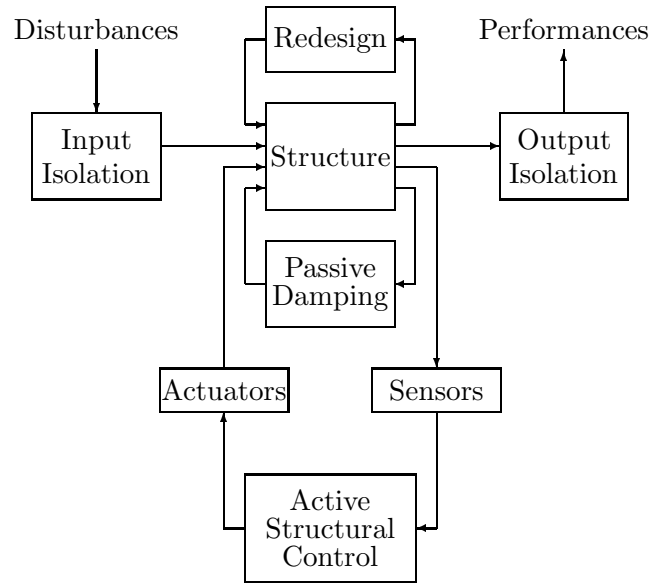 Disturbances
Redesign
Performances
Input
Isolation
Structure
Output
Isolation
Passive
Damping
Actuators
Sensors
Active
Structural
Control